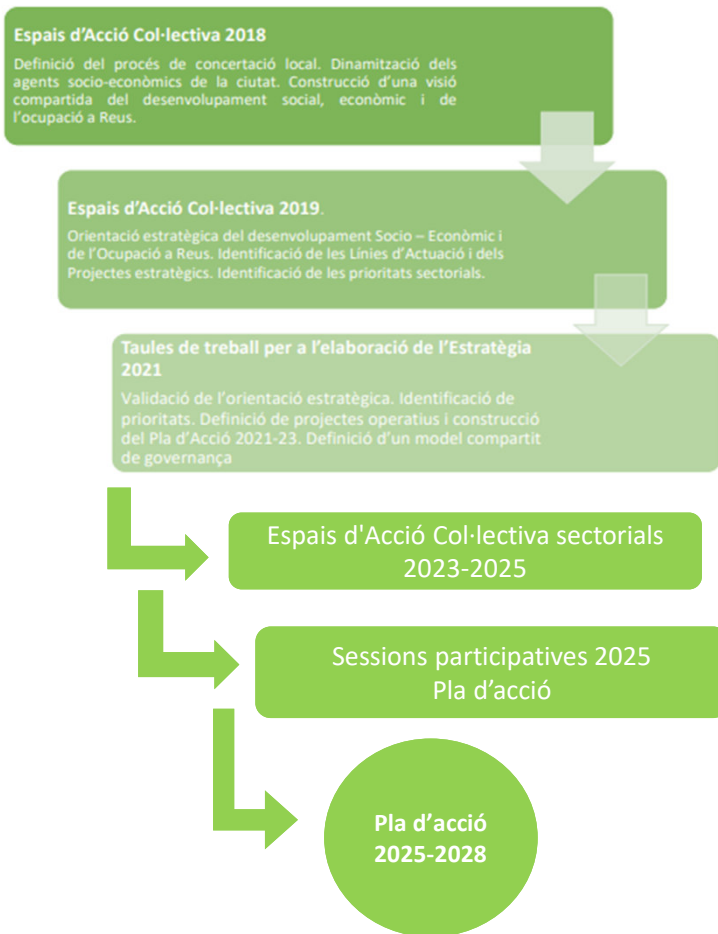 Espais d'Acció Col·lectiva 2018
Definició del procés de concertació local. Dinamització dels
agents socio-econòmics de la ciutat. Construcció d'una visió
compartida del desenvolupament social, econòmic i de
l'ocupació a Reus.
Espais d'Acció Col·lectiva 2019.
Orientació estratègica del desenvolupament Socio – Econòmic i
de l'Ocupació a Reus. Identificació de les Línies d'Actuació i dels
Projectes estratègics. Identificació de les prioritats sectorials.
Taules de treball per a l'elaboració de l'Estratègia
2021
Validació de l'orientació estratègica. Identificació de
prioritats. Definició de projectes operatius i construcció
del Pla d'Acció 2021-23. Definició d'un model compartit
de governança
Espais d'Acció Col·lectiva sectorials
2023-2025
Sessions participatives 2025
Pla d'acció
Pla d'acció
2025-2028